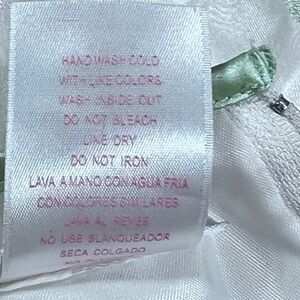 HAND WASH COLD
WITH LIKE COLORS
WASH INSIDE OUT
DO NOT BLEACH
LINE DRY
DO NOT IRON
LAVA A MANO CON AGUA FRIA
CON COLORES SIMILARES
LAVA AL REVES
NO USE BLANQUEADOR
SECA COLGADO